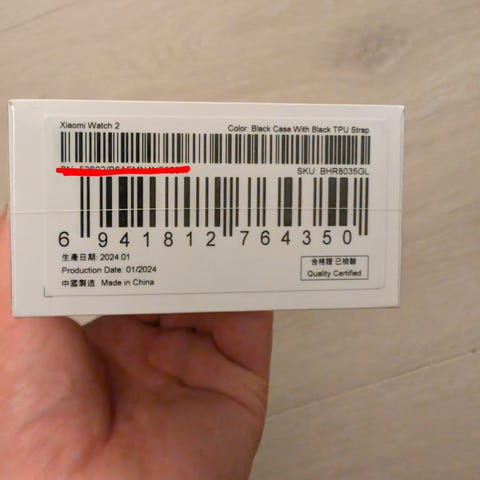 Xiaomi Watch 2
Color: Black Case With Black TPU Strap
SKU: BHR8035GL
6 941812 764350
生產日期: 2024.01
Production Date: 01/2024
中國製造 Made in China
合格證 已檢驗
Quality Certified